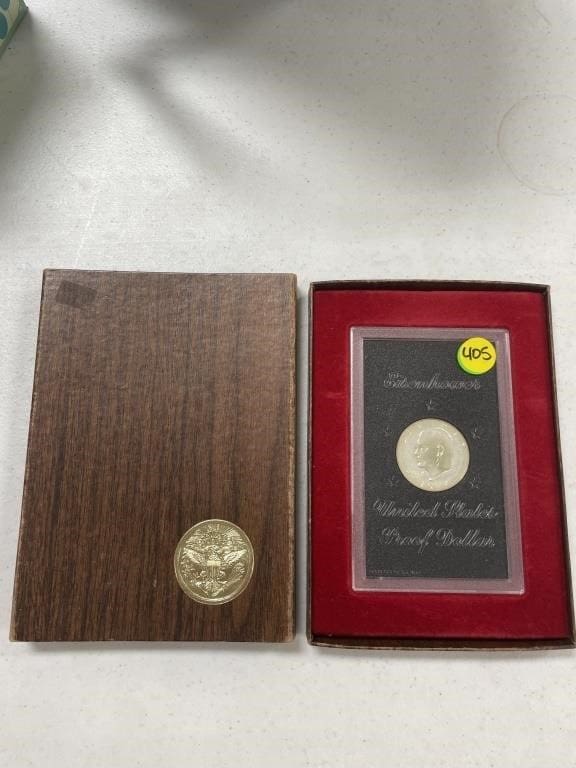 405
Eisenhower
United States
Proof Dollar